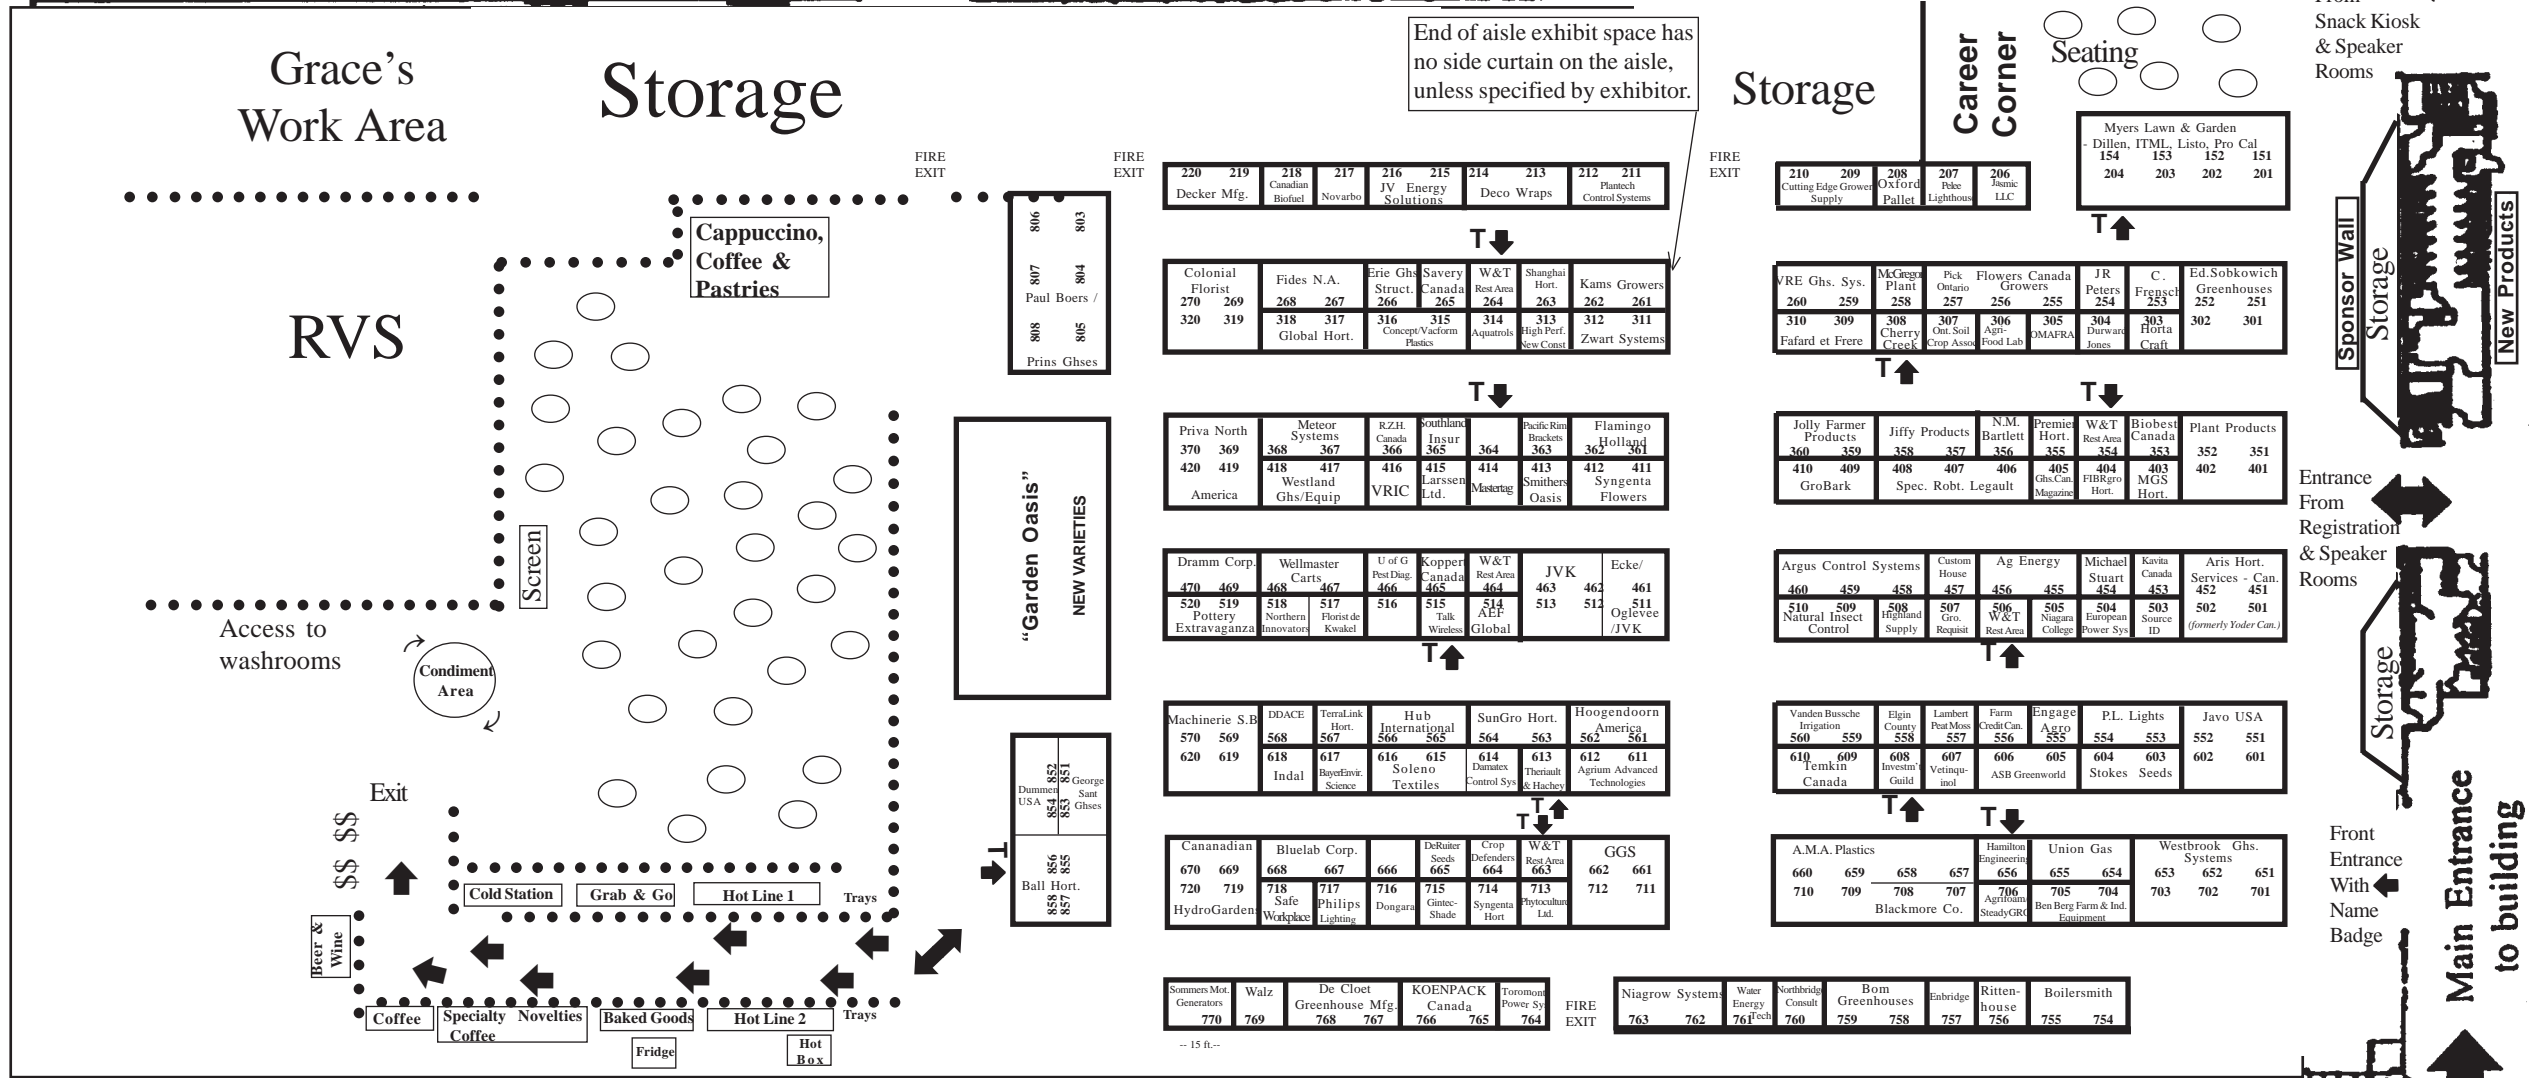 Grace's
Work Area
Storage
End of aisle exhibit space has
no side curtain on the aisle,
unless specified by exhibitor.
Storage
Career
Corner
Seating
Snack Kiosk
& Speaker
Rooms
Myers Lawn & Garden
- Dillen, ITML, Listo, Pro Cal
154 153 152 151
204 203 202 201
FIRE
EXIT
FIRE
EXIT
FIRE
EXIT
220 219 218 217 216 215 214 213 212 211
Decker Mfg.
Canadian
Biofuel
Novarbo
JV Energy
Solutions
Deco Wraps
Plantech
Control Systems
210 209 208 207 206
Cutting Edge Grower
Supply
Oxford
Pallet
Pelee
Lighthous
Jasmic
LLC
T
T
Cappuccino,
Coffee &
Pastries
RVS
806 803
807 804
Paul Boers /
808 805
Prins Ghses
Colonial
Florist
270 269
320 319
Fides N.A.
268 267
318 317
Global Hort.
Erie Ghs
Struct.
266
Savery
Canada
265
316 315
Concept/Vacform
Plastics
W&T
Rest Area
264
314
Aquatrols
Shanghai
Hort.
263
313
High Perf.
New Const
Kams Growers
262 261
312 311
Zwart Systems
VRE Ghs. Sys.
260 259
310 309
Fafard et Frere
McGregor
Plant
258
308
Cherry
Creek
Pick
Ontario
257
307
Ont. Soil
Crop Assoc
Flowers Canada
Growers
256 255
306
Agri-
Food Lab
305
OMAFRA
JR
Peters
254
304
Durward
Jones
C.
Frensch
253
303
Horta
Craft
Ed.Sobkowich
Greenhouses
252 251
302 301
Sponsor Wall
Storage
New Products
T
T
T
Priva North
370 369
420 419
America
Meteor
Systems
368 367
418 417
Westland
Ghs/Equip
R.Z.H.
Canada
366
416
VRIC
Southland
Insur
365
415
Larssen
Ltd.
364
414
Mastertag
Pacific Rim
Brackets
363
413
Smithers
Oasis
Flamingo
Holland
362 361
412 411
Syngenta
Flowers
Jolly Farmer
Products
360 359
410 409
GroBark
Jiffy Products
358 357
408 407 406
Spec. Robt. Legault
N.M.
Bartlett
356
Premier
Hort.
355
405
Ghs.Can.
Magazine
W&T
Rest Area
354
404
FIBRgro
Hort.
Biobest
Canada
353
403
MGS
Hort.
Plant Products
352 351
402 401
Entrance
From
Registration
& Speaker
Rooms
Screen
"Garden Oasis"
NEW VARIETIES
Dramm Corp.
470 469
520 519
Pottery
Extravaganza
Wellmaster
Carts
468 467
518
Northern
Innovators
517
Florist de
Kwakel
U of G
Pest Diag.
466
516
Koppert
Canada
465
515
Talk
Wireless
W&T
Rest Area
464
514
AEF
Global
JVK
463 462
513 512
Ecke/
461
511
Oglevee
/JVK
Argus Control Systems
460 459 458
510 509
Natural Insect
Control
508
Highland
Supply
Custom
House
457
507
Gro.
Requisit
Ag Energy
456 455
506
W&T
Rest Area
505
Niagara
College
Michael
Stuart
454
504
European
Power Sys
Kavita
Canada
453
503
Source
ID
Aris Hort.
Services - Can.
452 451
502 501
(formerly Yoder Can.)
T
T
Access to
washrooms
Condiment
Area
Storage
Machinerie S.B
570 569
620 619
DDACE
568
618
Indal
TerraLink
Hort.
567
617
BayerEnvir.
Science
Hub
International
566 565
616 615
Soleno
Textiles
SunGro Hort.
564 563
614
Damatex
Control Sys
613
Theriault
& Hachey
Hoogendoorn
America
562 561
612 611
Agrium Advanced
Technologies
Vanden Bussche
Irrigation
560 559
610 609
Temkin
Canada
Elgin
County
558
608
Investm't
Guild
Lambert
Peat Moss
557
607
Vetinqu-
inol
Farm
Credit Can.
556
Engage
Agro
555
606 605
ASB Greenworld
P.L. Lights
554 553
604 603
Stokes Seeds
Javo USA
552 551
602 601
Exit
$$ $$
Dummen
USA
854 852
853 851
George
Sant
Ghses
T
T
T
T
T
Ball Hort.
858 856
857 855
Cananadian
670 669
720 719
HydroGardens
Bluelab Corp.
668 667
718
Safe
Workplace
717
Philips
Lighting
666
716
Dongara
DeRuiter
Seeds
665
715
Gintec-
Shade
Crop
Defenders
664
714
Syngenta
Hort
W&T
Rest Area
663
713
Phytoculture
Ltd.
GGS
662 661
712 711
A.M.A. Plastics
660 659 658 657
710 709 708 707
Blackmore Co.
Hamilton
Engineering
656
706
Agrifoam/
SteadyGRO
Union Gas
655 654
705 704
Ben Berg Farm & Ind.
Equipment
Westbrook Ghs.
Systems
653 652 651
703 702 701
Front
Entrance
With
Name
Badge
Main Entrance
to building
Cold Station
Grab & Go
Hot Line 1
Trays
Beer &
Wine
Coffee
Specialty
Coffee
Novelties
Baked Goods
Hot Line 2
Trays
Fridge
Hot
Box
Sommers Mot.
Generators
770
Walz
769
De Cloet
Greenhouse Mfg.
768 767
KOENPACK
Canada
766 765
Toromont
Power Sy
764
FIRE
EXIT
Niagrow Systems
763 762
Water
Energy
Tech
761
Northbridge
Consult
760
Bom
Greenhouses
759 758
Enbridge
757
Ritten-
house
756
Boilersmith
755 754
-- 15 ft.--